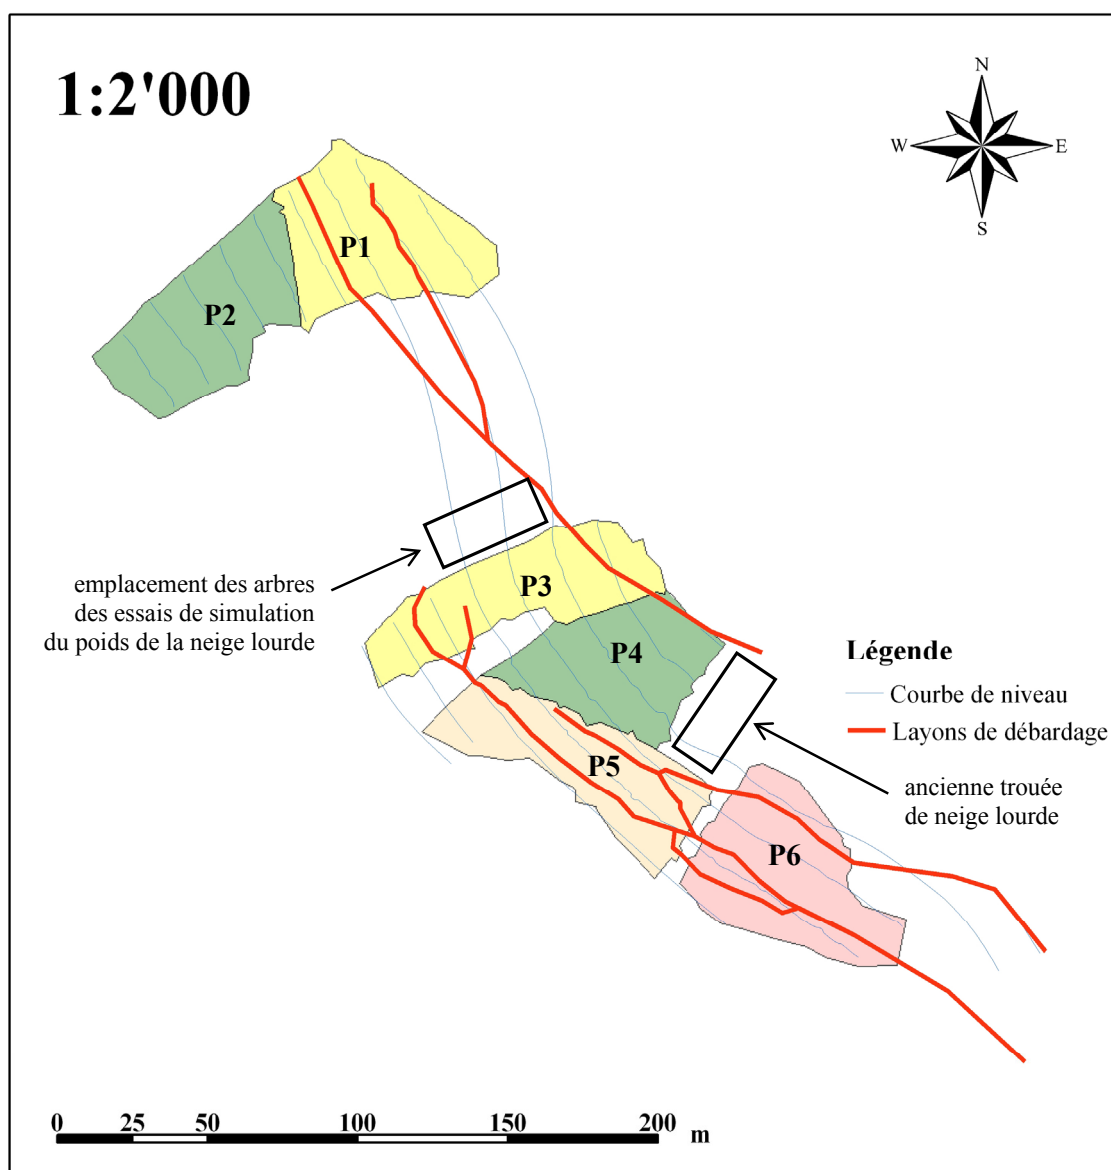 1:2'000
N
W
E
S
P1
P2
emplacement des arbres
des essais de simulation
du poids de la neige lourde
P3
P4
Légende
Courbe de niveau
Layons de débardage
P5
ancienne trouée
de neige lourde
P6
0 25 50 100 150 200 m